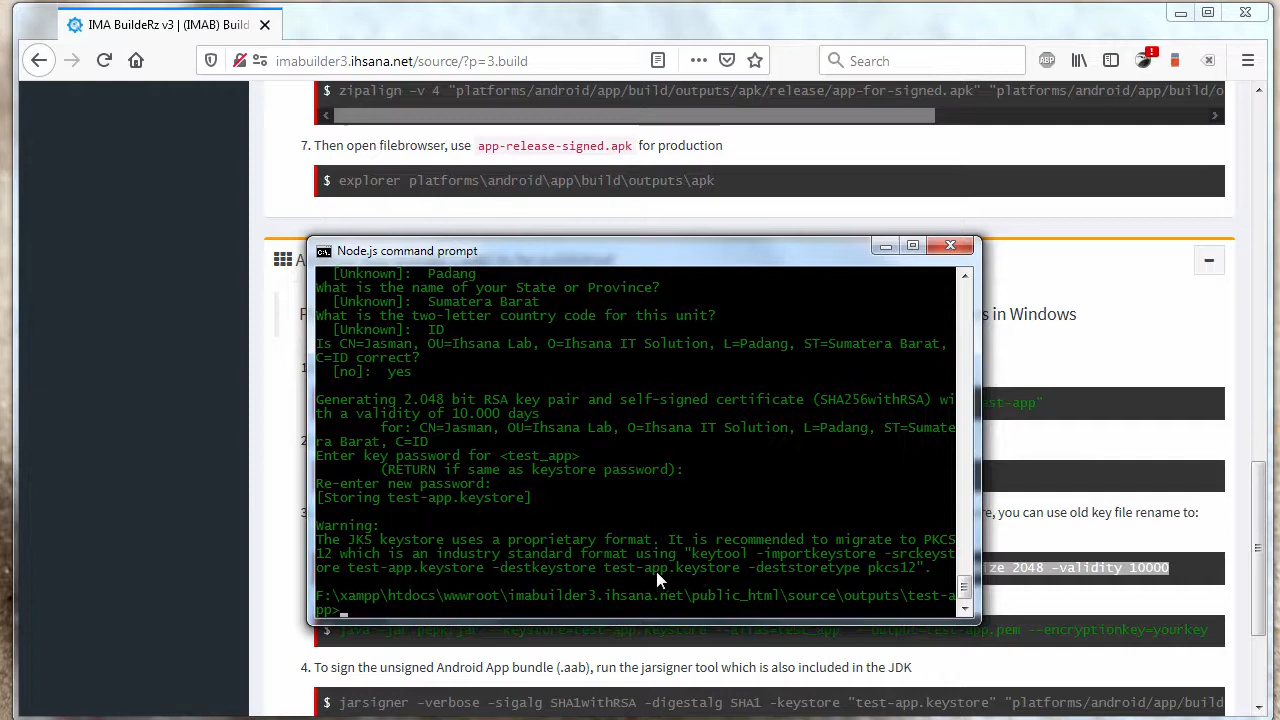 IMA BuildeRz v3 | (IMAB) Build
imabuilder3.ihsana.net/source/?p=3.build
Search
ABP
!
$ zipalign -v 4 "platforms/android/app/build/outputs/apk/release/app-for-signed.apk" "platforms/android/app/build/o
7. Then open filebrowser, use app-release-signed.apk for production
$ explorer platforms\android\app\build\outputs\apk
A
F
s in Windows
Node.js command prompt
[Unknown]:  Padang
What is the name of your State or Province?
[Unknown]:  Sumatera Barat
What is the two-letter country code for this unit?
[Unknown]:  ID
Is CN=Jasman, OU=Ihsana Lab, O=Ihsana IT Solution, L=Padang, ST=Sumatera Barat,
C=ID correct?
[no]:  yes
Generating 2.048 bit RSA key pair and self-signed certificate (SHA256withRSA) wi
th a validity of 10.000 days
for: CN=Jasman, OU=Ihsana Lab, O=Ihsana IT Solution, L=Padang, ST=Sumate
ra Barat, C=ID
Enter key password for <test_app>
(RETURN if same as keystore password):
Re-enter new password:
[Storing test-app.keystore]
Warning:
The JKS keystore uses a proprietary format. It is recommended to migrate to PKCS
12 which is an industry standard format using "keytool -importkeystore -srckeyst
ore test-app.keystore -destkeystore test-app.keystore -deststoretype pkcs12".
F:\xampp\htdocs\wwwroot\imabuilder3.ihsana.net\public_html\source\outputs\test-a
pp>
1
est-app"
2
3
re, you can use old key file rename to:
ize 2048 -validity 10000
--encryptionkey=yourkey
4. To sign the unsigned Android App bundle (.aab), run the jarsigner tool which is also included in the JDK
$ jarsigner -verbose -sigalg SHA1withRSA -digestalg SHA1 -keystore "test-app.keystore" "platforms/android/app/build